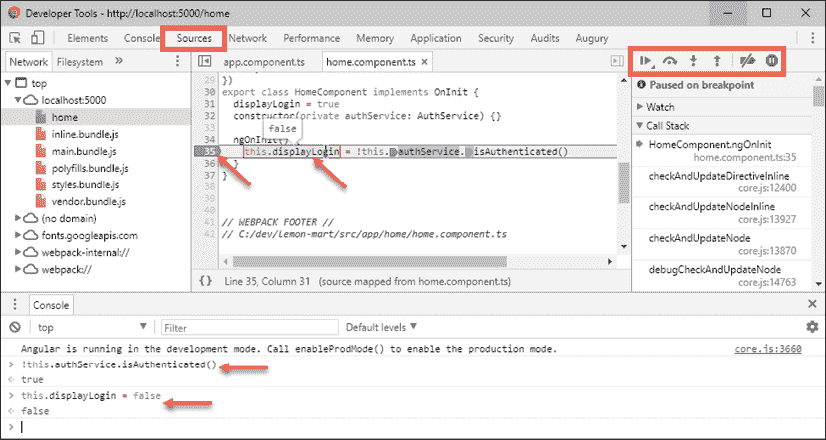 Developer Tools - http://localhost:5000/home
Elements Console Sources Network Performance Memory Application Security Audits Augury
Network Filesystem »
app.component.ts home.component.ts ×
top
localhost:5000
home
inline.bundle.js
main.bundle.js
polyfills.bundle.js
styles.bundle.js
vendor.bundle.js
(no domain)
fonts.googleapis.com
webpack-internal://
webpack://
29
30 })
31 export class HomeComponent implements OnInit {
32 displayLogin = true
constructor(private authService: AuthService) {}
33
false
34 ngOnInit() {
35 this.displayLogin = !this.authService.isAuthenticated()
36 }
37 }
38
39
40
41 // WEBPACK FOOTER //
42 // C:/dev/lemon-mart/src/app/home/home.component.ts
{} Line 35, Column 31 (source mapped from home.component.ts)
Paused on breakpoint
Watch
Call Stack
HomeComponent.ngOnInit
home.component.ts:35
checkAndUpdateDirectiveInline
core.js:12400
checkAndUpdateNodeInline
core.js:13927
checkAndUpdateNode
core.js:13870
debugCheckAndUpdateNode
core.js:14763
Console
top Filter Default levels
Angular is running in the development mode. Call enableProdMode() to enable the production mode. core.js:3660
> !this.authService.isAuthenticated()
true
> this.displayLogin = false
false
>